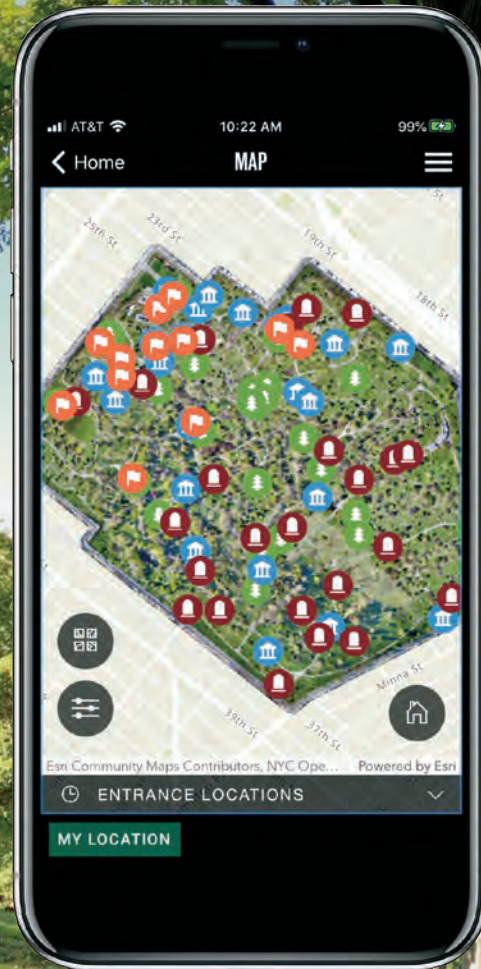 AT&T
10:22 AM
99%
Home
MAP
25th St
23rd St
19th St
18th St
Minna St
39th St
37th St
Esri Community Maps Contributors, NYC Ope...
Powered by Esri
ENTRANCE LOCATIONS
MY LOCATION